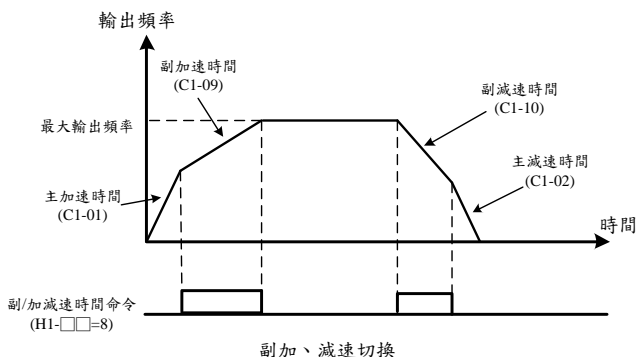 輸出頻率
副加速時間
(C1-09)
副減速時間
(C1-10)
最大輸出頻率
主減速時間
(C1-02)
主加速時間
(C1-01)
時間
副/加減速時間命令
(H1-□□=8)
副加、減速切換